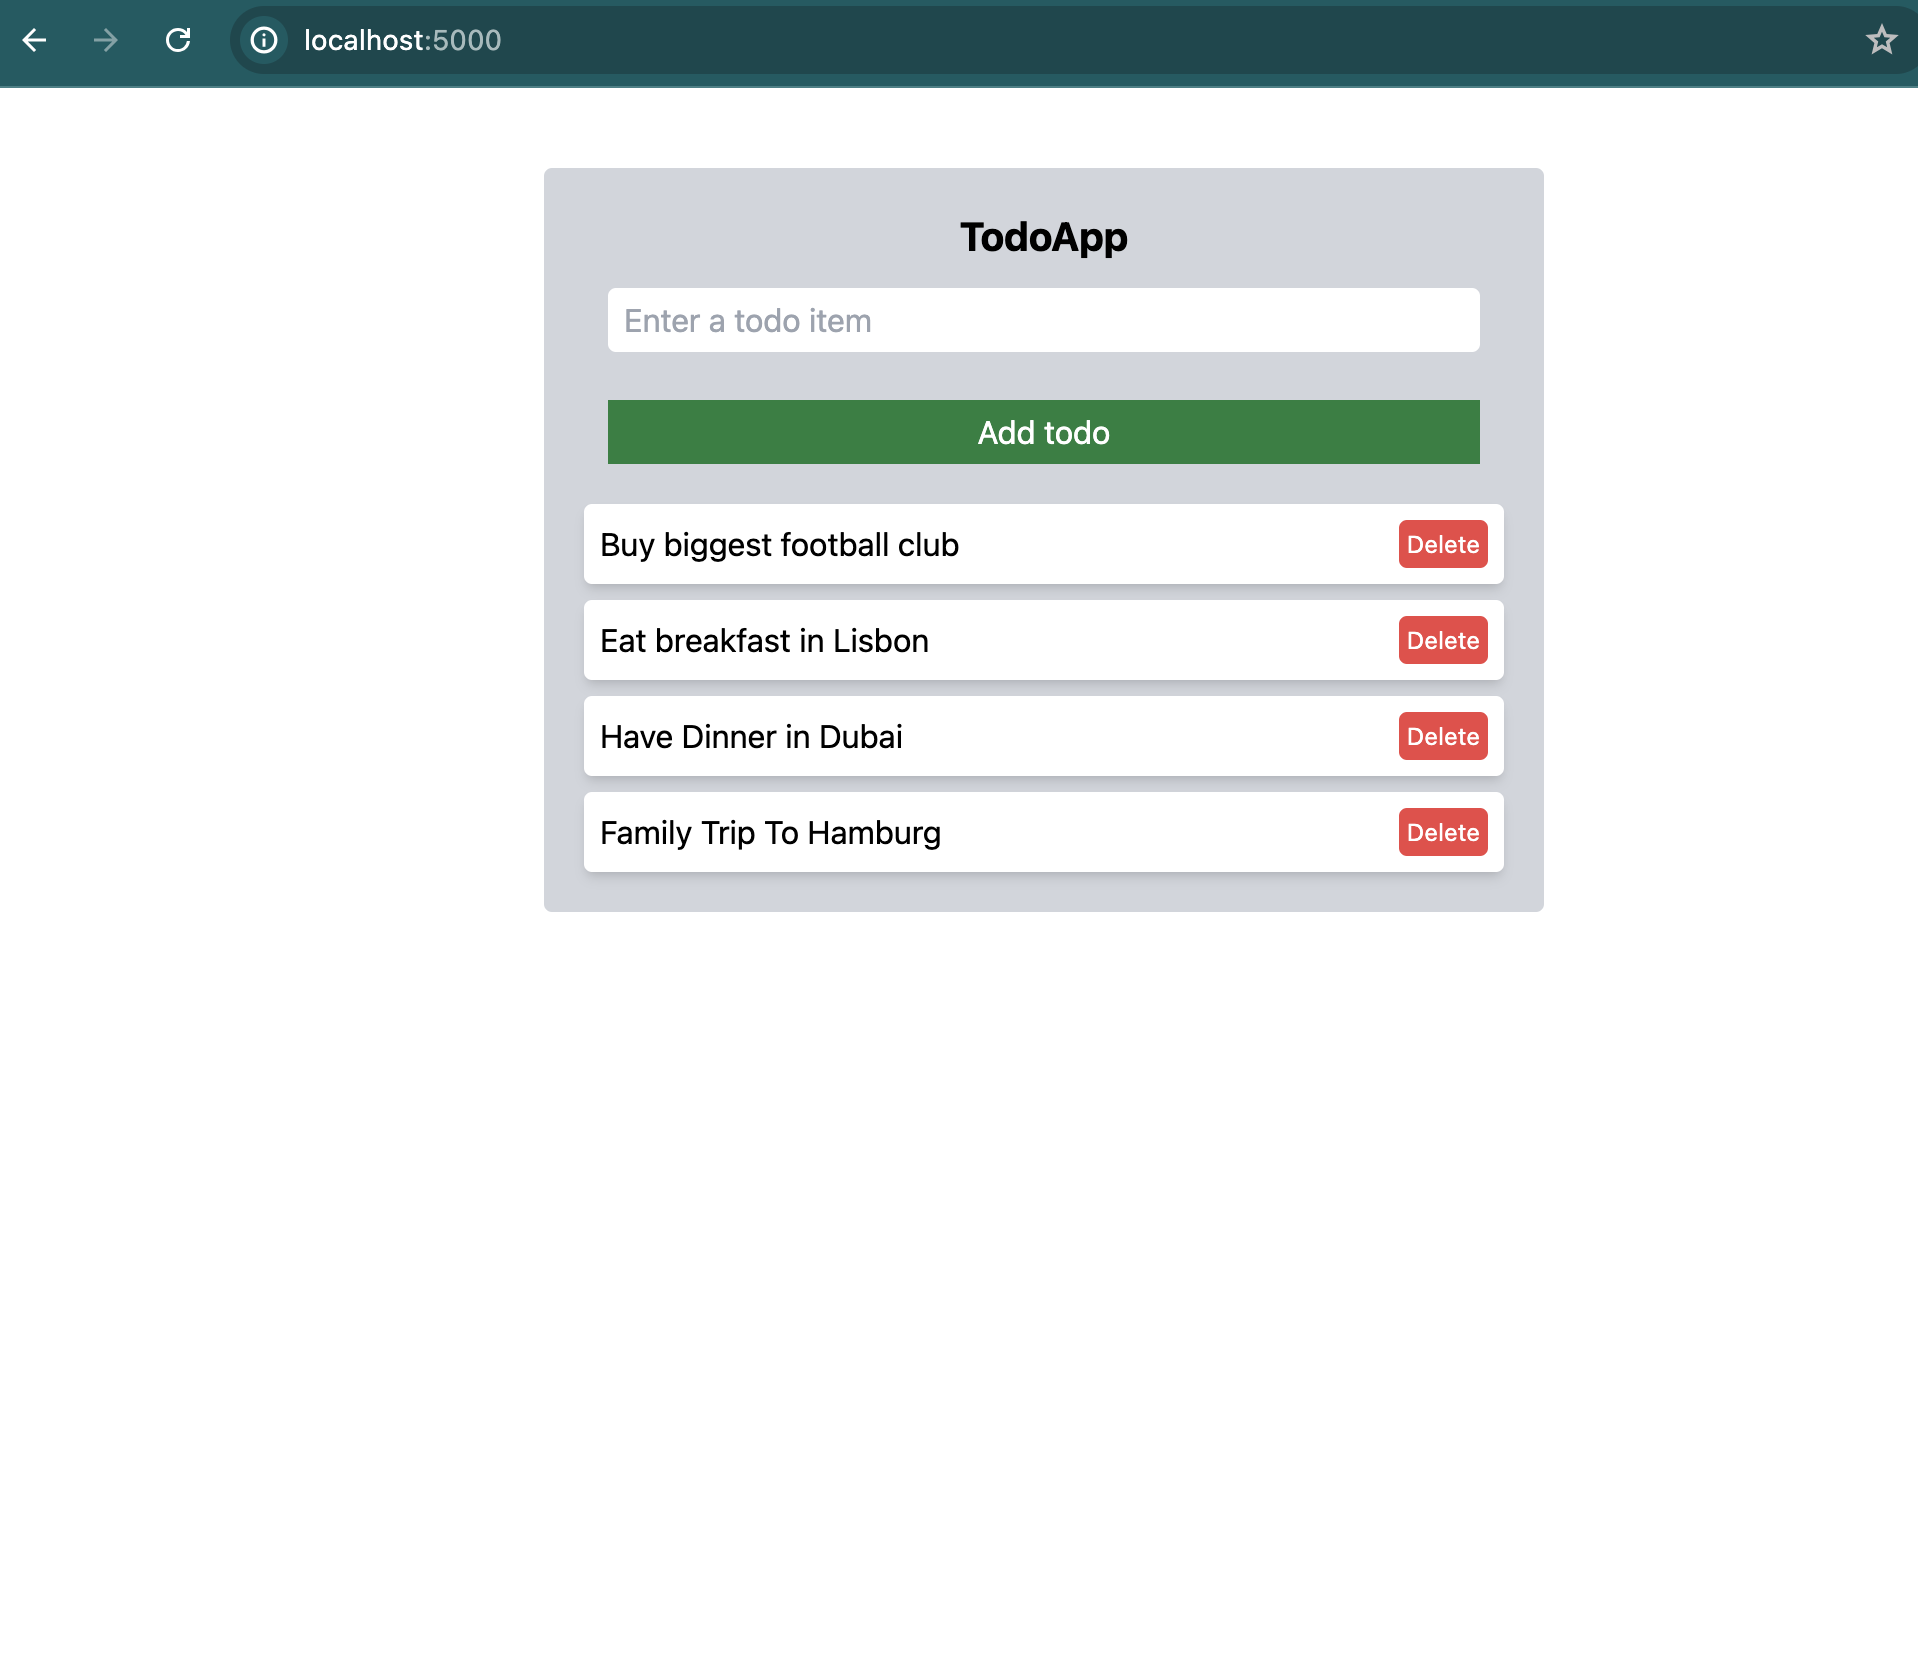 localhost:5000
TodoApp
Enter a todo item
Add todo
Buy biggest football club Delete
Eat breakfast in Lisbon Delete
Have Dinner in Dubai Delete
Family Trip To Hamburg Delete